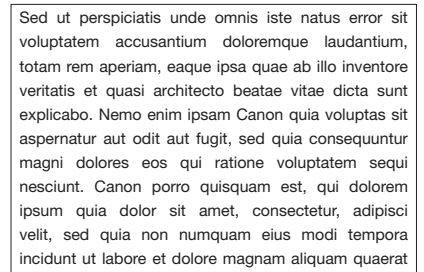 Sed ut perspiciatis unde omnis iste natus error sit
voluptatem accusantium doloremque laudantium,
totam rem aperiam, eaque ipsa quae ab illo inventore
veritatis et quasi architecto beatae vitae dicta sunt
explicabo. Nemo enim ipsam Canon quia voluptas sit
aspernatur aut odit aut fugit, sed quia consequuntur
magni dolores eos qui ratione voluptatem sequi
nesciunt. Canon porro quisquam est, qui dolorem
ipsum quia dolor sit amet, consectetur, adipisci
velit, sed quia non numquam eius modi tempora
incidunt ut labore et dolore magnam aliquam quaerat